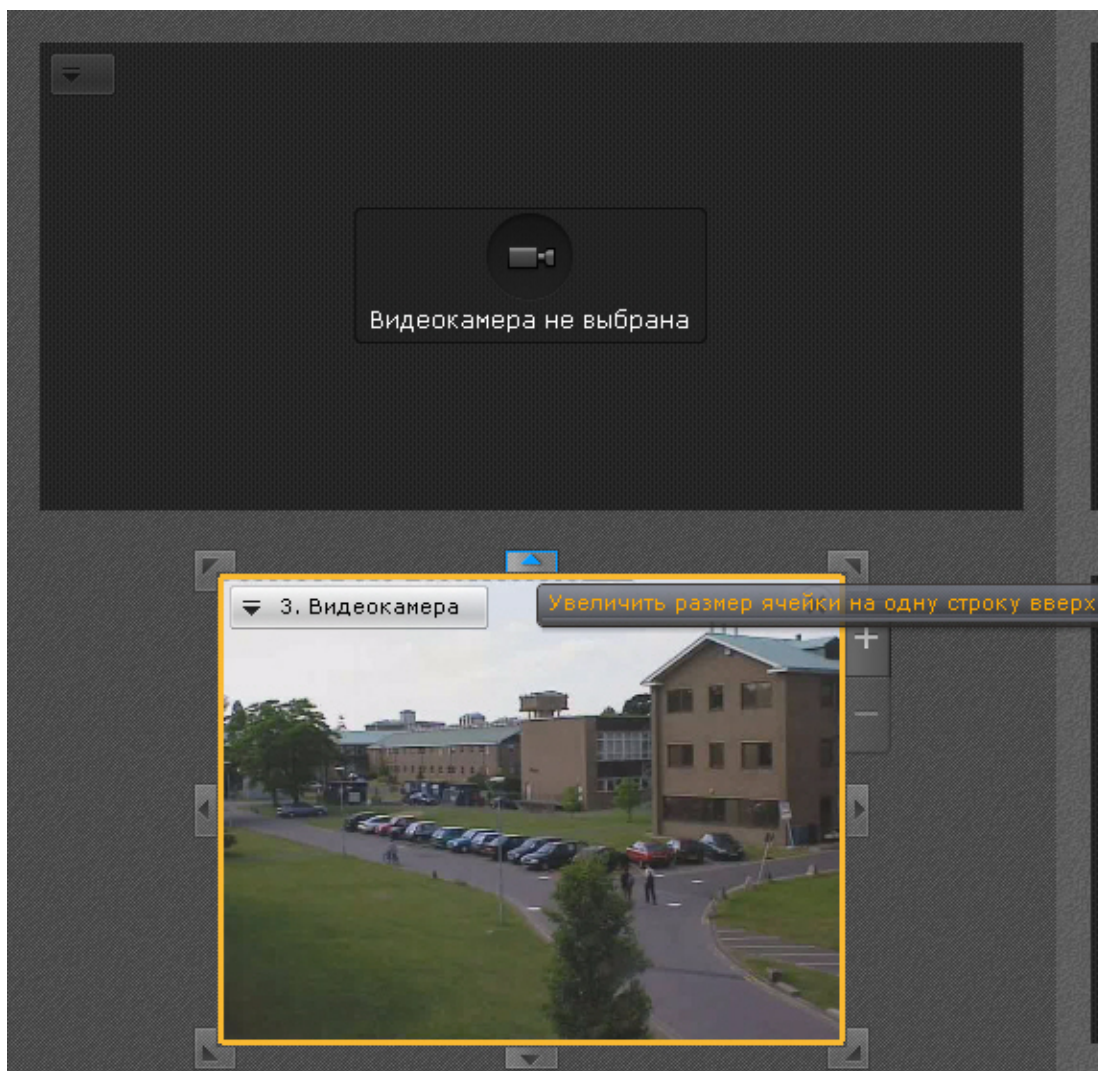 Видеокамера не выбрана
3. Видеокамера
Увеличить размер ячейки на одну строку вверх